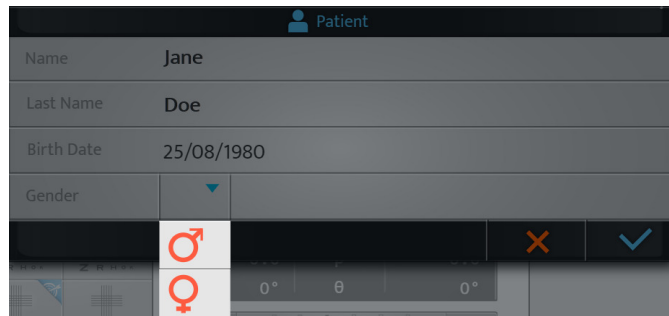 Patient
Name Jane
Last Name Doe
Birth Date 25/08/1980
Gender
0° θ 0°